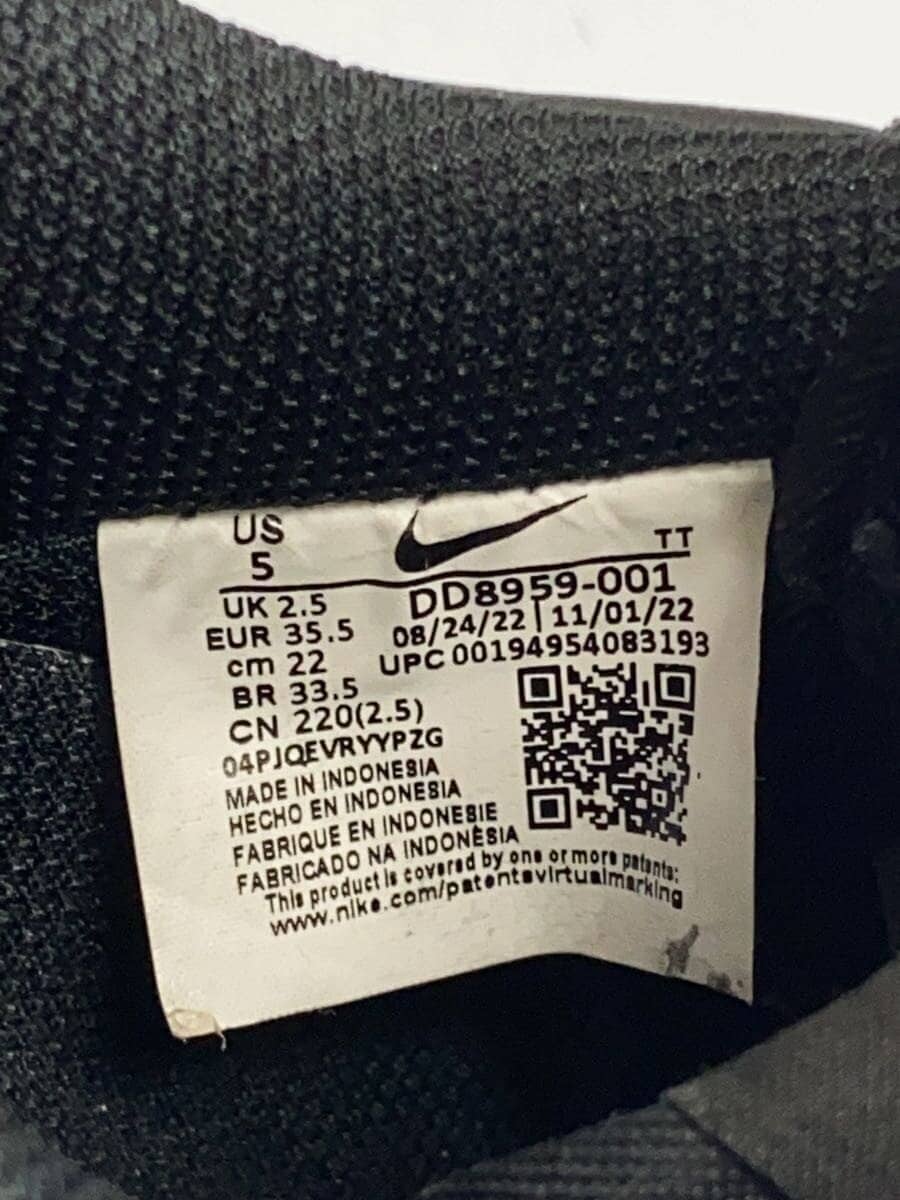 US
5
TT
UK 2.5
EUR 35.5
cm 22
BR 33.5
CN 220(2.5)
DD8959-001
08/24/22 | 11/01/22
UPC 00194954083193
04PJQEVRYYPZG
MADE IN INDONESIA
HECHO EN INDONESIA
FABRIQUE EN INDONESIE
FABRICADO NA INDONÈSIA
This product is covered by one or more patents:
www.nike.com/patentsvirtualmarking